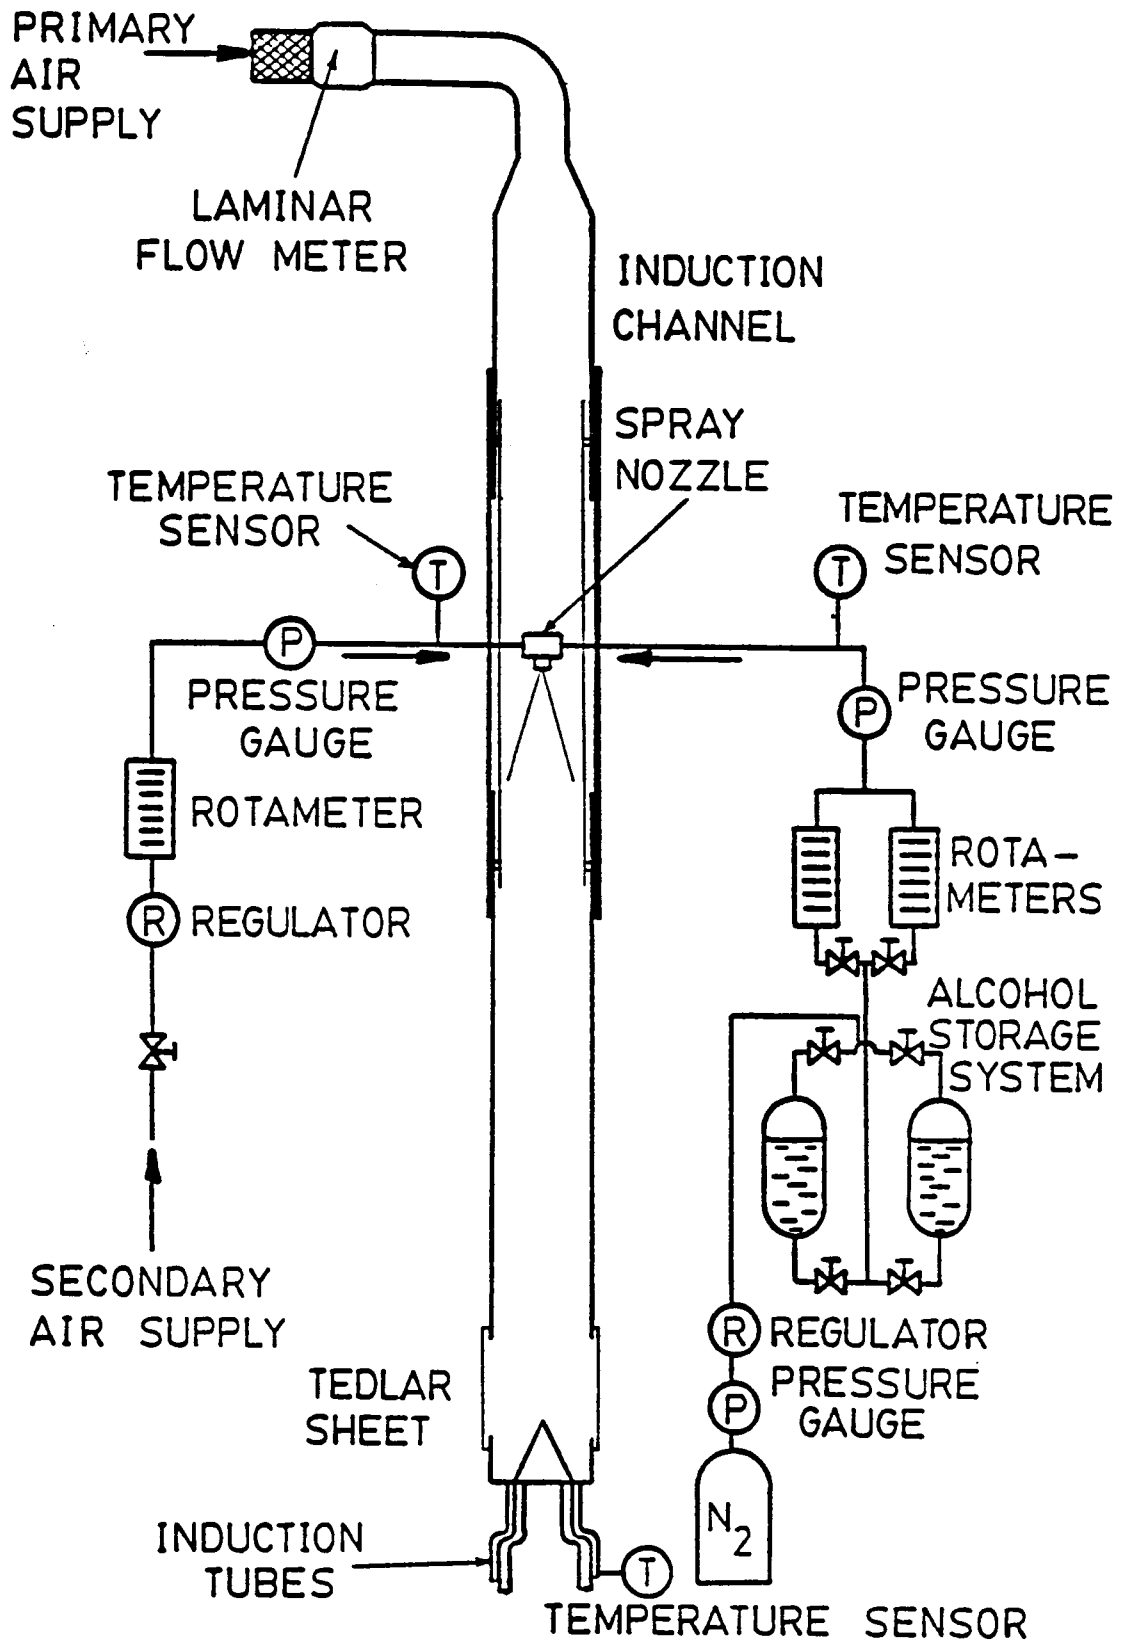 PRIMARY
AIR
SUPPLY
LAMINAR
FLOW METER
INDUCTION
CHANNEL
SPRAY
NOZZLE
TEMPERATURE
SENSOR
T
TEMPERATURE
SENSOR
T
P
PRESSURE
GAUGE
P
PRESSURE
GAUGE
ROTAMETER
ROTA-
METERS
R REGULATOR
ALCOHOL
STORAGE
SYSTEM
SECONDARY
AIR SUPPLY
R REGULATOR
P PRESSURE
GAUGE
N2
TEDLAR
SHEET
INDUCTION
TUBES
T
TEMPERATURE SENSOR